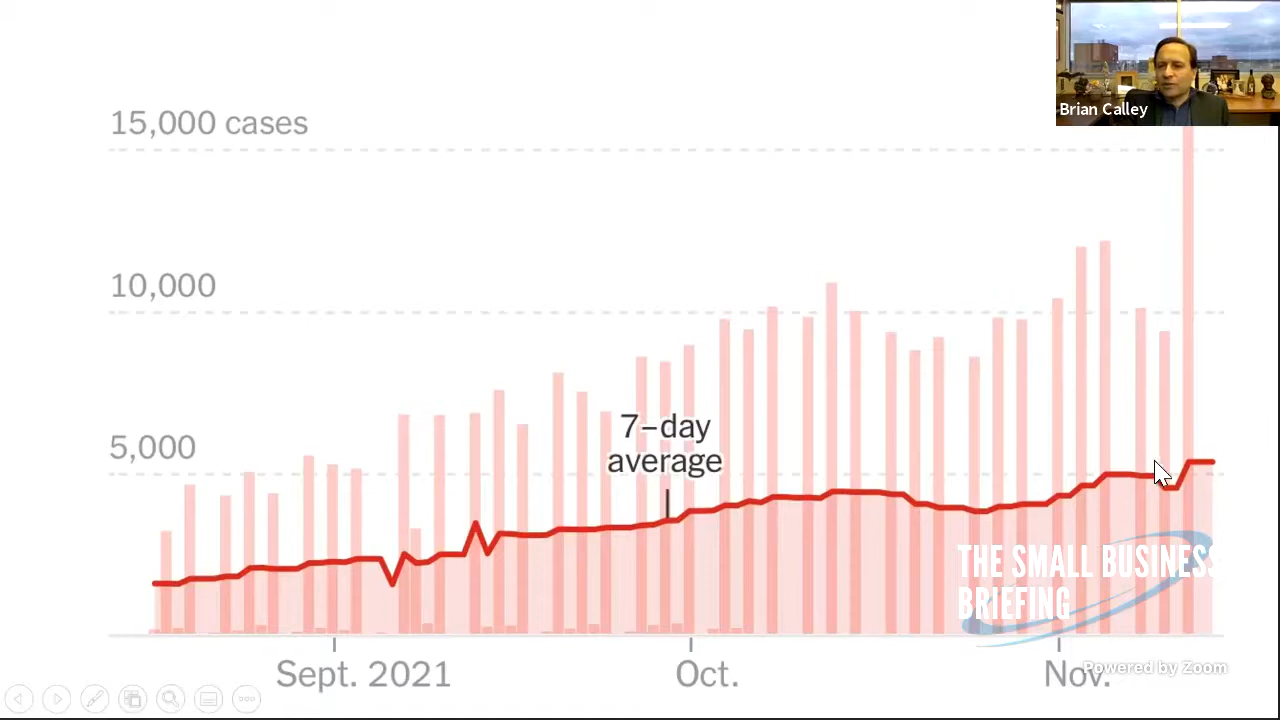 Brian Calley
15,000 cases
10,000
5,000
7–day
average
THE SMALL BUSINESS
BRIEFING
Sept. 2021
Oct.
Nov.
Powered by Zoom